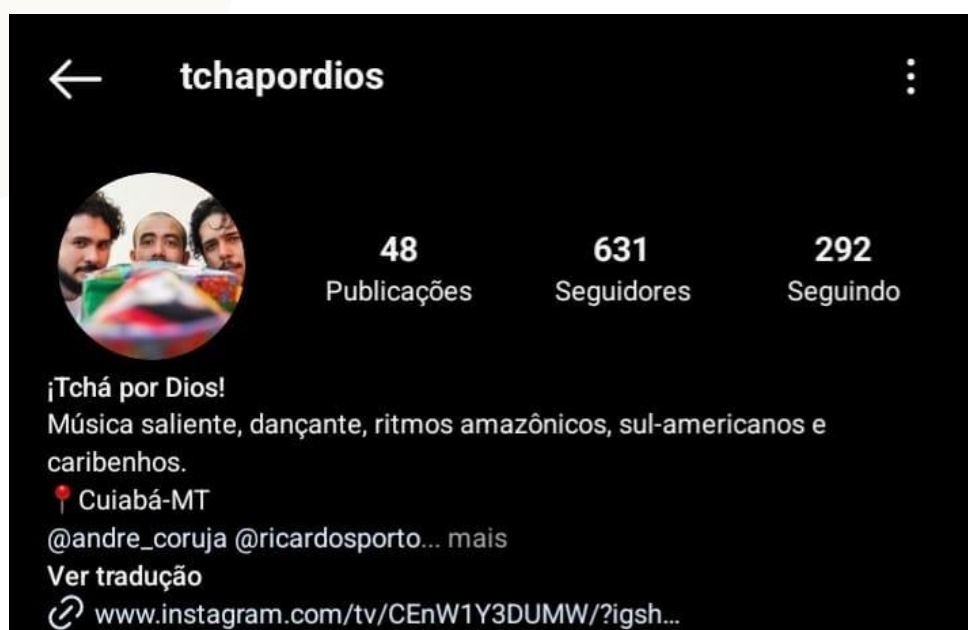 tchapordios
48 631 292
Publicações Seguidores Seguindo
¡Tchá por Dios!
Música saliente, dançante, ritmos amazônicos, sul-americanos e
caribenhos.
📍Cuiabá-MT
@andre_coruja @ricardosporto... mais
Ver tradução
www.instagram.com/tv/CEnW1Y3DUMW/?igsh...